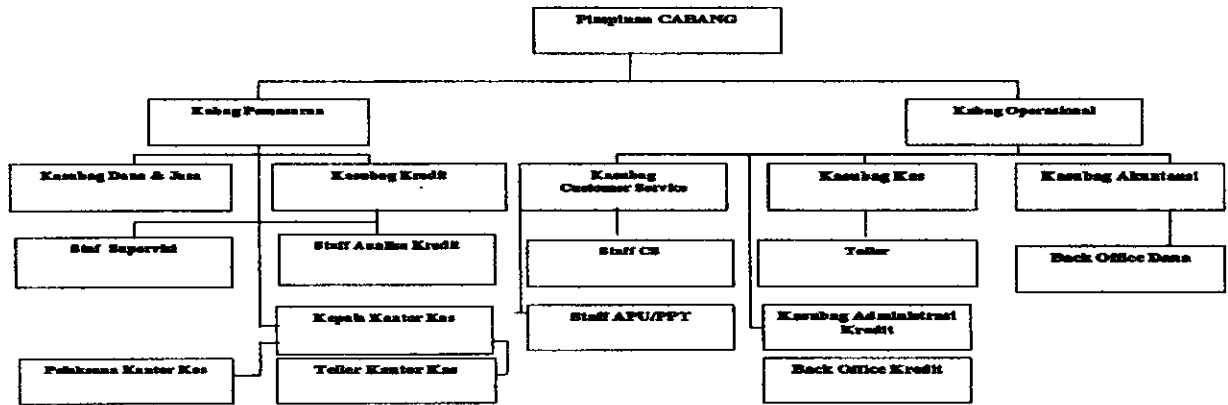 Pimpinan CABANG
Kabag Pemasaran
Kabag Operasional
Kasubag Dana & Jasa
Kasubag Kredit
Kasubag
Customer Service
Kasubag Kas
Kasubag Akuntansi
Staf Supervisi
Staff Analisa Kredit
Staff CS
Teller
Back Office Dana
Kepala Kantor Kas
Staff APU/PPT
Kasubag Administrasi
Kredit
Pelaksana Kantor Kas
Teller Kantor Kas
Back Office Kredit